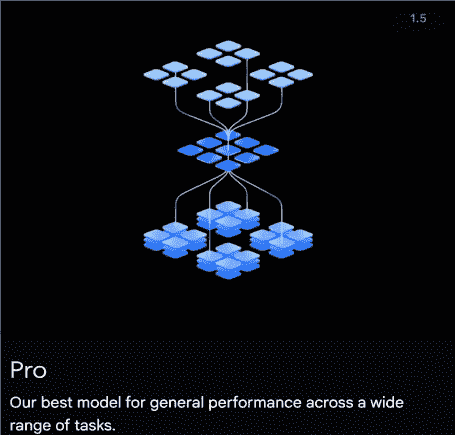 1.5
Pro
Our best model for general performance across a wide
range of tasks.